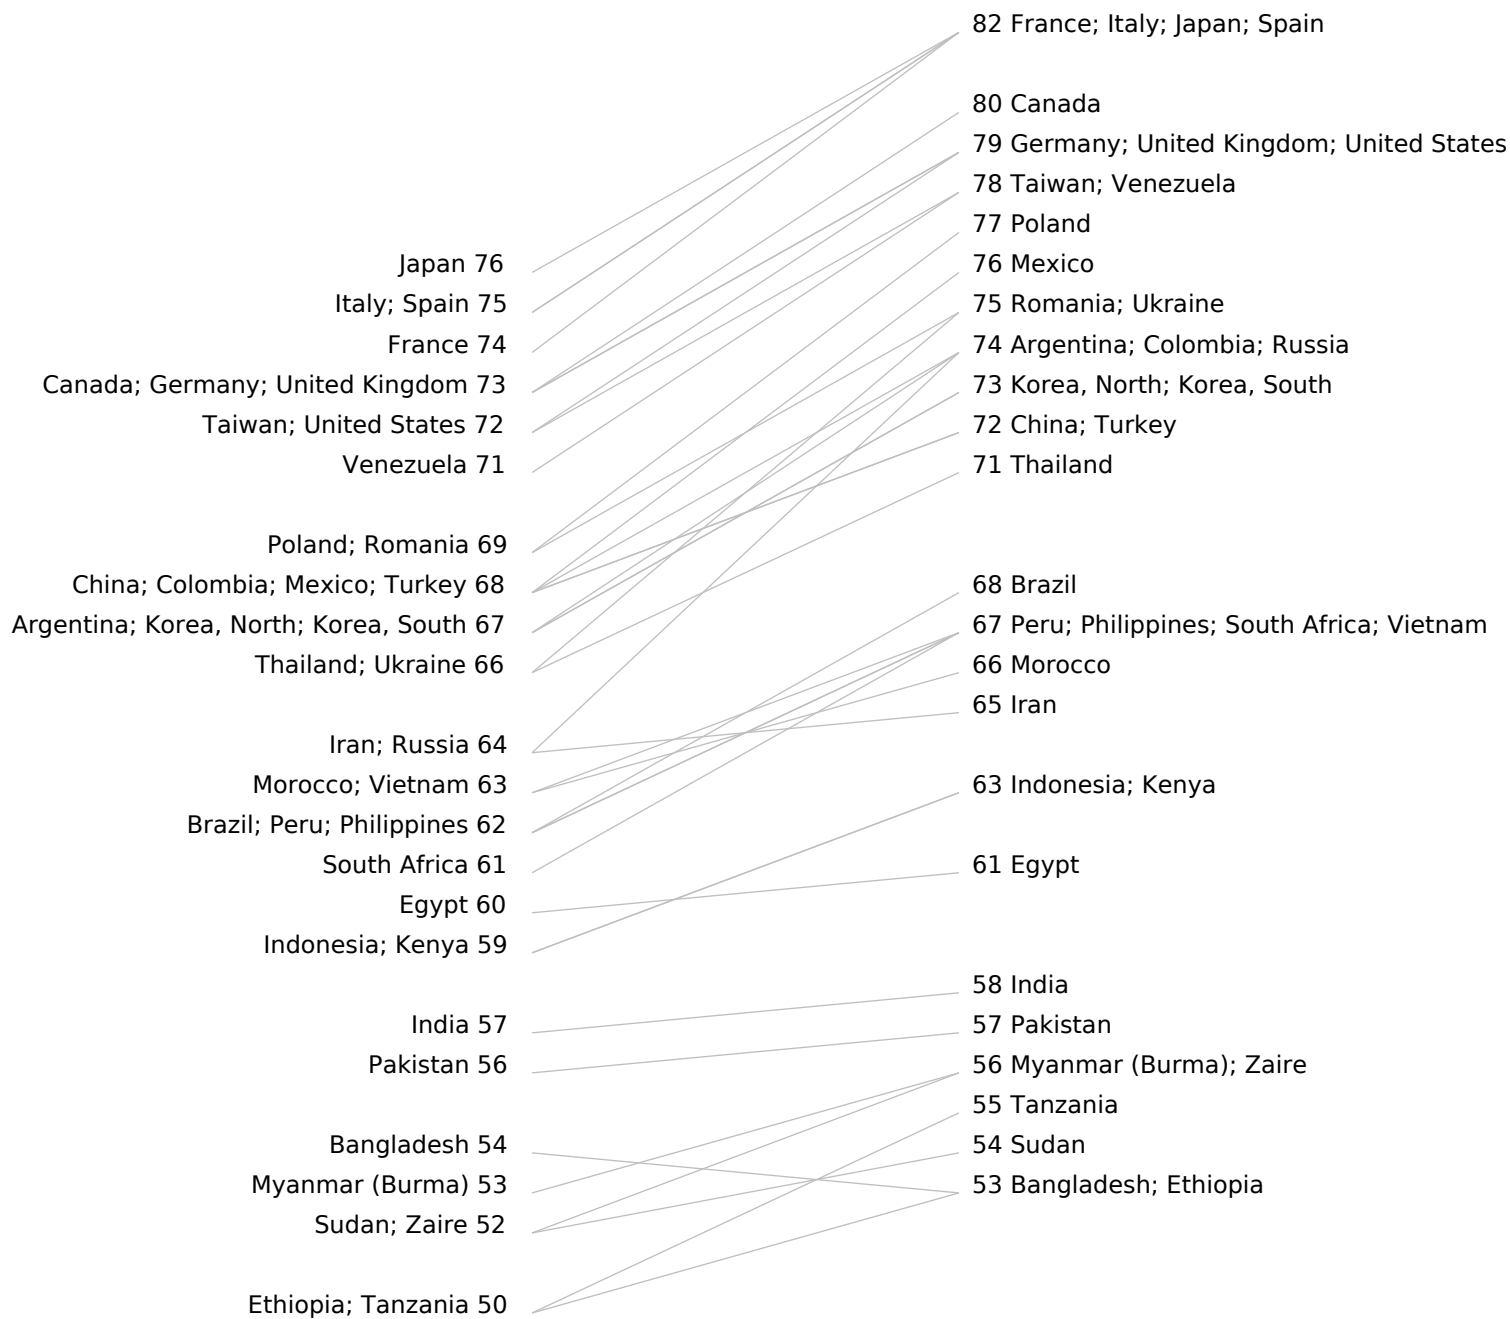 82 France; Italy; Japan; Spain
80 Canada
79 Germany; United Kingdom; United States
78 Taiwan; Venezuela
77 Poland
Japan 76
76 Mexico
Italy; Spain 75
75 Romania; Ukraine
France 74
74 Argentina; Colombia; Russia
Canada; Germany; United Kingdom 73
73 Korea, North; Korea, South
Taiwan; United States 72
72 China; Turkey
Venezuela 71
71 Thailand
Poland; Romania 69
China; Colombia; Mexico; Turkey 68
68 Brazil
Argentina; Korea, North; Korea, South 67
67 Peru; Philippines; South Africa; Vietnam
Thailand; Ukraine 66
66 Morocco
65 Iran
Iran; Russia 64
Morocco; Vietnam 63
63 Indonesia; Kenya
Brazil; Peru; Philippines 62
South Africa 61
61 Egypt
Egypt 60
Indonesia; Kenya 59
58 India
India 57
57 Pakistan
Pakistan 56
56 Myanmar (Burma); Zaire
55 Tanzania
Bangladesh 54
54 Sudan
Myanmar (Burma) 53
53 Bangladesh; Ethiopia
Sudan; Zaire 52
Ethiopia; Tanzania 50